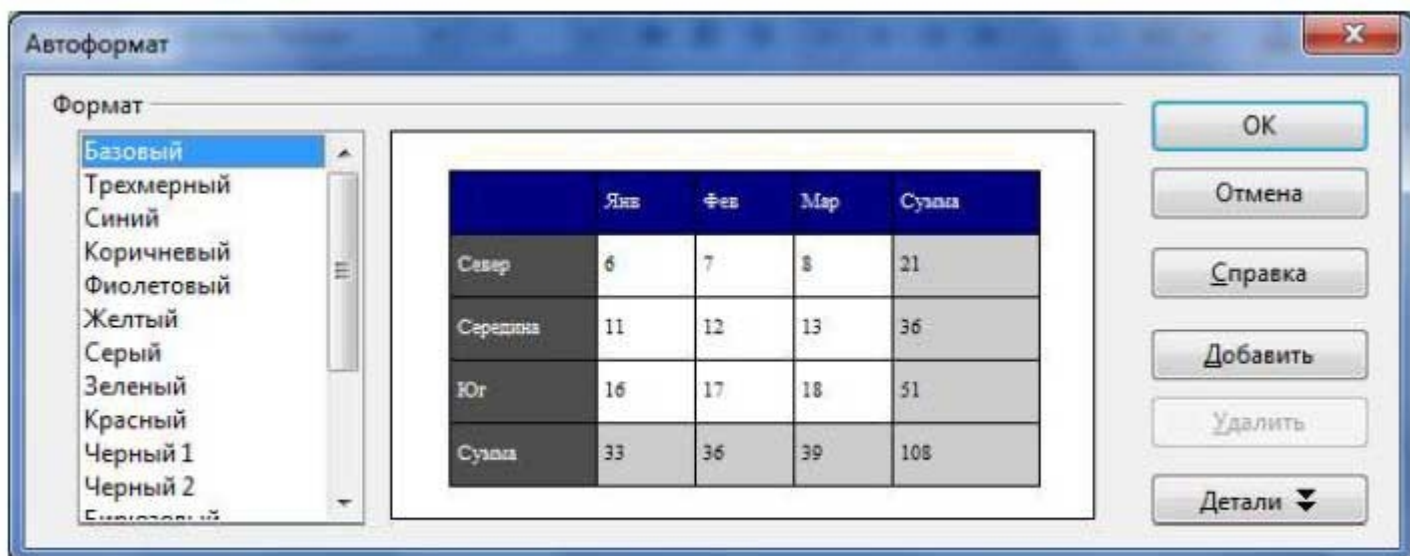 Автоформат
Формат
Базовый
Трехмерный
Синий
Коричневый
Фиолетовый
Желтый
Серый
Зеленый
Красный
Черный 1
Черный 2
Янв Фев Мар Сумма
Север 6 7 8 21
Середина 11 12 13 36
Юг 16 17 18 51
Сумма 33 36 39 108
OK
Отмена
Справка
Добавить
Удалить
Детали